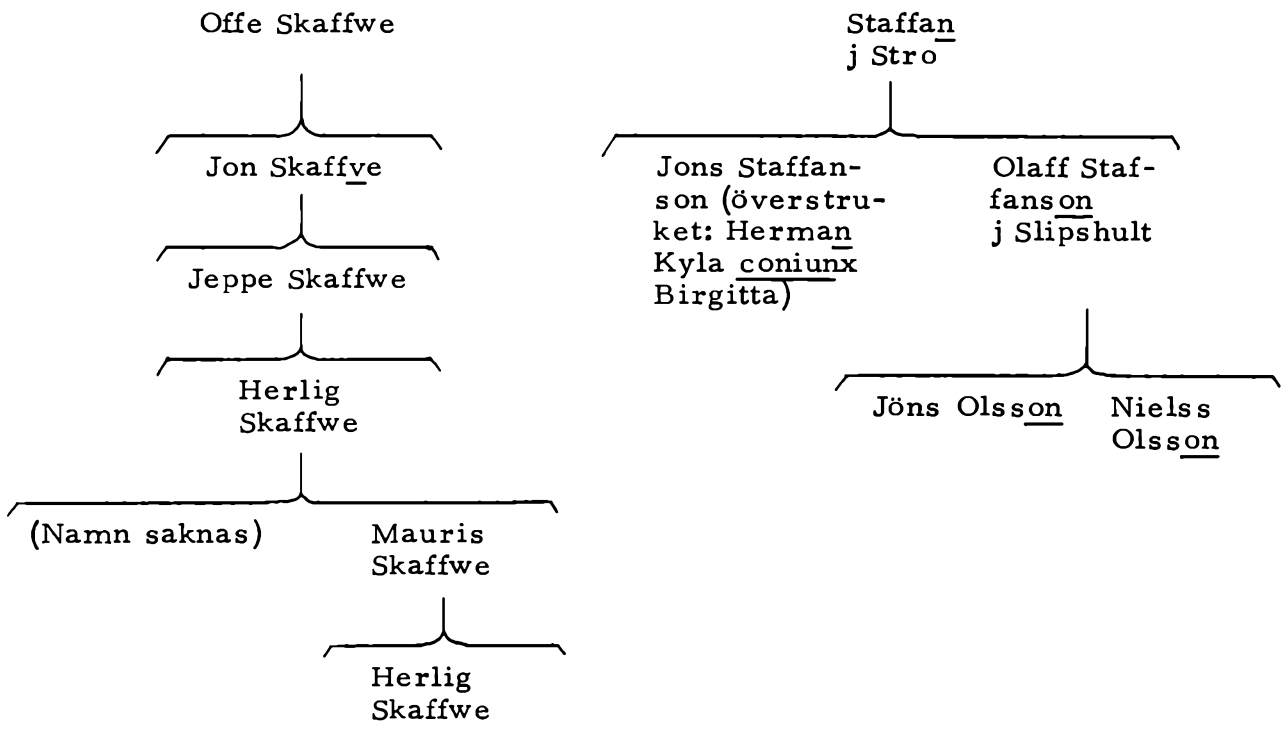 Offe Skaffwe
Jon Skaffve
Jeppe Skaffwe
Herlig
Skaffwe
(Namn saknas)
Mauris
Skaffwe
Herlig
Skaffwe
Staffan
j Stro
Jons Staffan-
son (överstru-
ket: Herman
Kyla coniunx
Birgitta)
Olaff Staf-
fanson
j Slipshult
Jöns Olsson
Nielss
Olsson